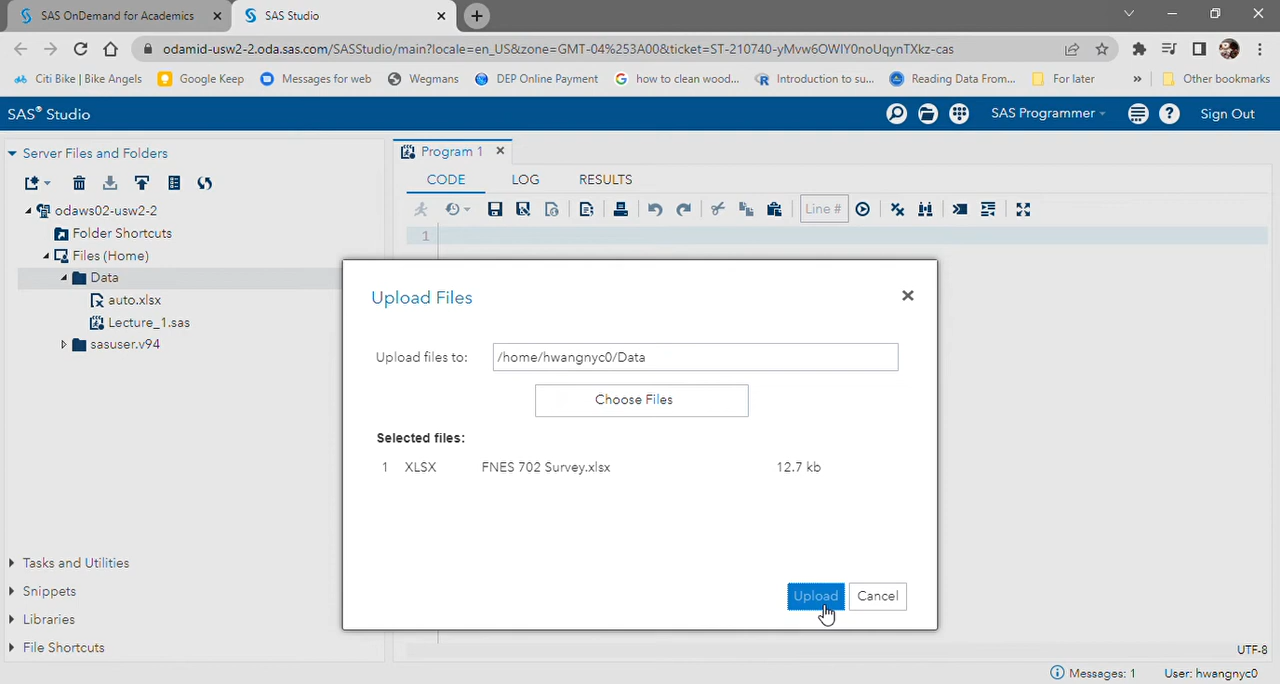 SAS OnDemand for Academics
SAS Studio
odamid-usw2-2.oda.sas.com/SASStudio/main?locale=en_US&zone=GMT-04%253A00&ticket=ST-210740-yMvw6OWIY0noUqynTXkz-cas
Citi Bike | Bike Angels Google Keep Messages for web Wegmans DEP Online Payment how to clean wood... Introduction to su... Reading Data From... For later » Other bookmarks
SAS® Studio SAS Programmer Sign Out
Server Files and Folders
Program 1
CODE LOG RESULTS
Line #
1
odaws02-usw2-2
Folder Shortcuts
Files (Home)
Data
auto.xlsx
Lecture_1.sas
sasuser.v94
Upload Files
Upload files to: /home/hwangnyc0/Data
Choose Files
Selected files:
1 XLSX FNES 702 Survey.xlsx 12.7 kb
Upload Cancel
Tasks and Utilities
Snippets
Libraries
File Shortcuts
UTF-8
Messages: 1 User: hwangnyc0